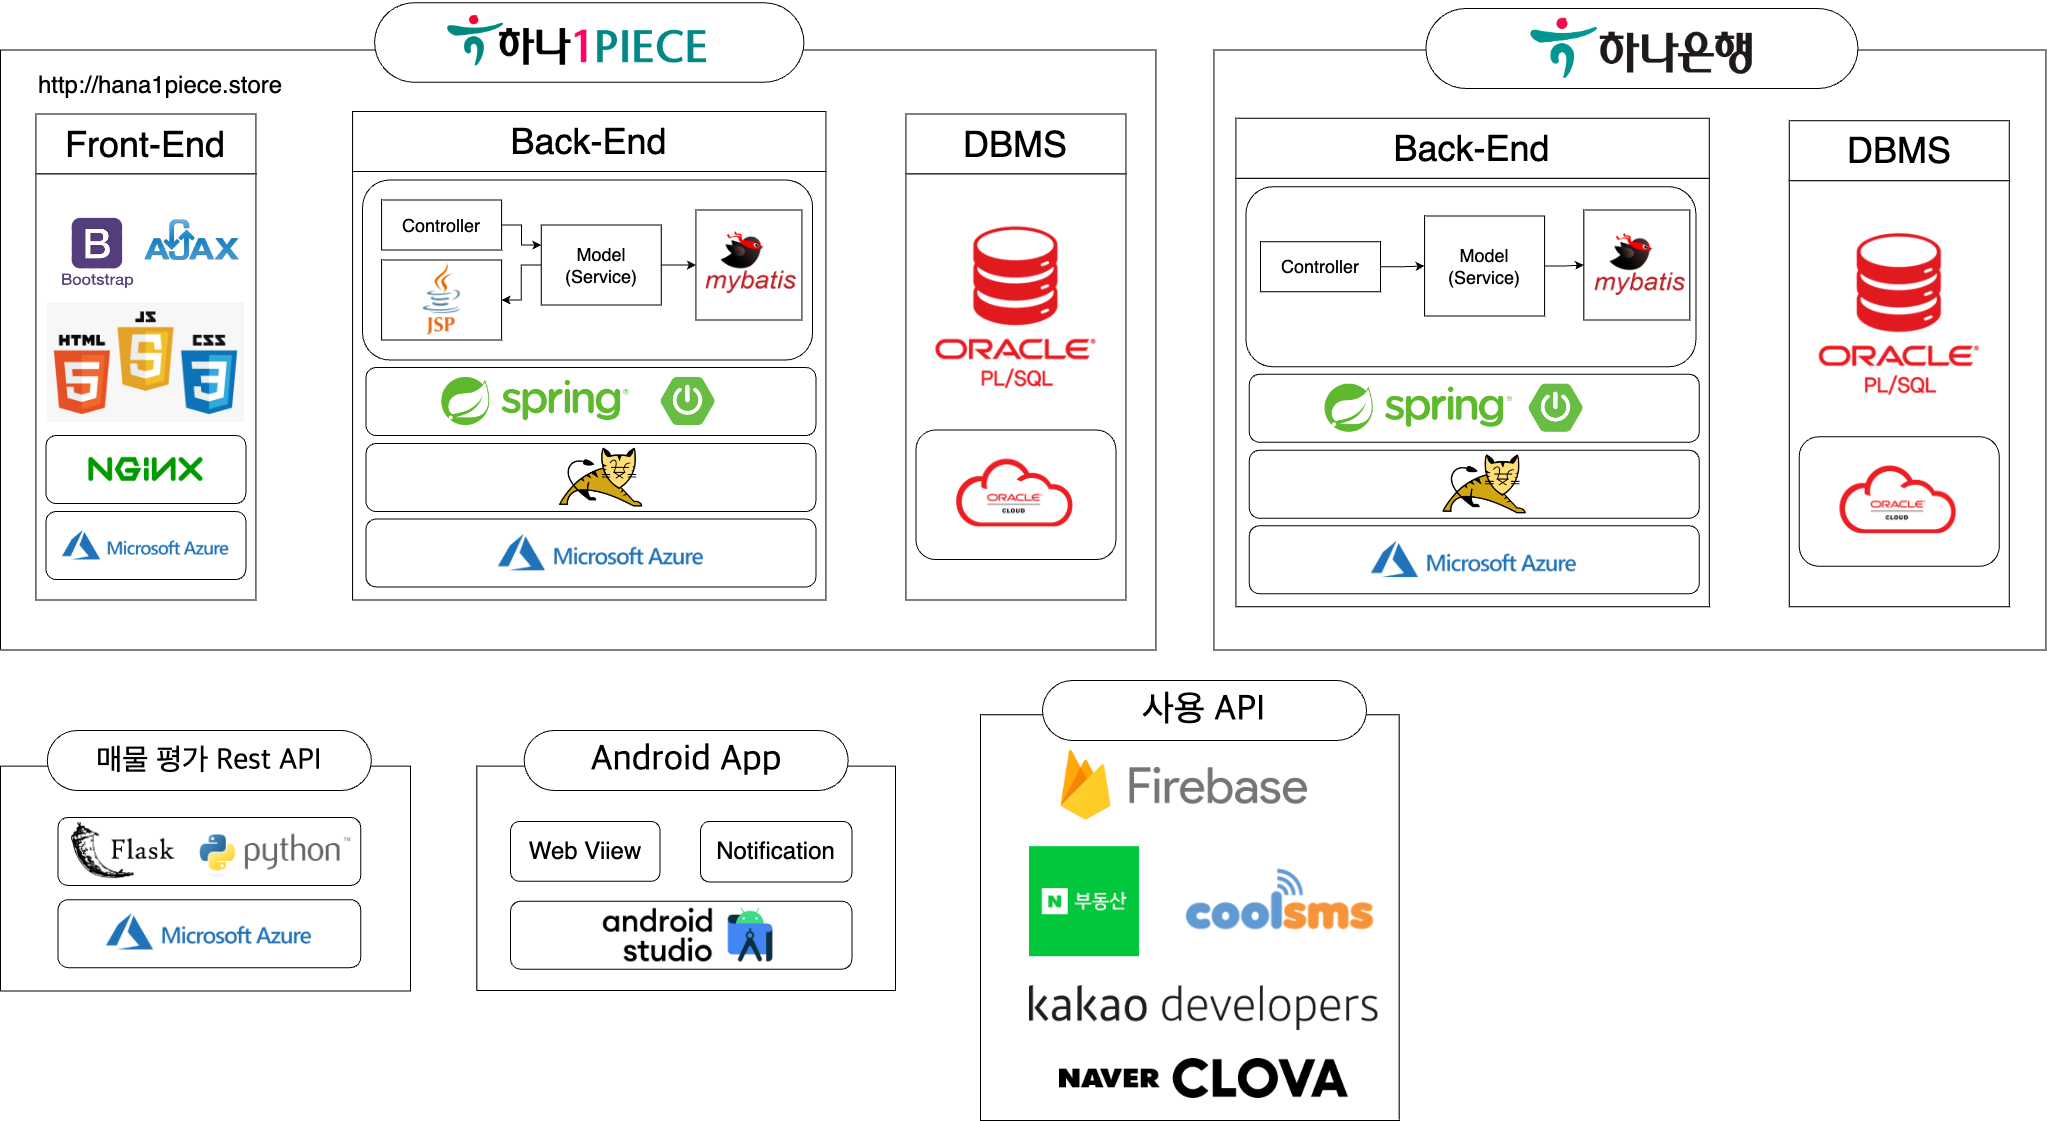 하나1PIECE
http://hana1piece.store
Front-End
B
Bootstrap
AJAX
HTML
5
JS
5
CSS
3
NGINX
Microsoft Azure
Back-End
Controller
JSP
Model
(Service)
mybatis
spring®
Microsoft Azure
DBMS
ORACLE®
PL/SQL
ORACLE®
CLOUD
하나은행
Back-End
Controller
Model
(Service)
mybatis
spring®
Microsoft Azure
DBMS
ORACLE®
PL/SQL
ORACLE®
CLOUD
매물 평가 Rest API
Flask
python™
Microsoft Azure
Android App
Web Viiew
Notification
android
studio
사용 API
Firebase
N 부동산
coolsms
kakao developers
NAVER CLOVA